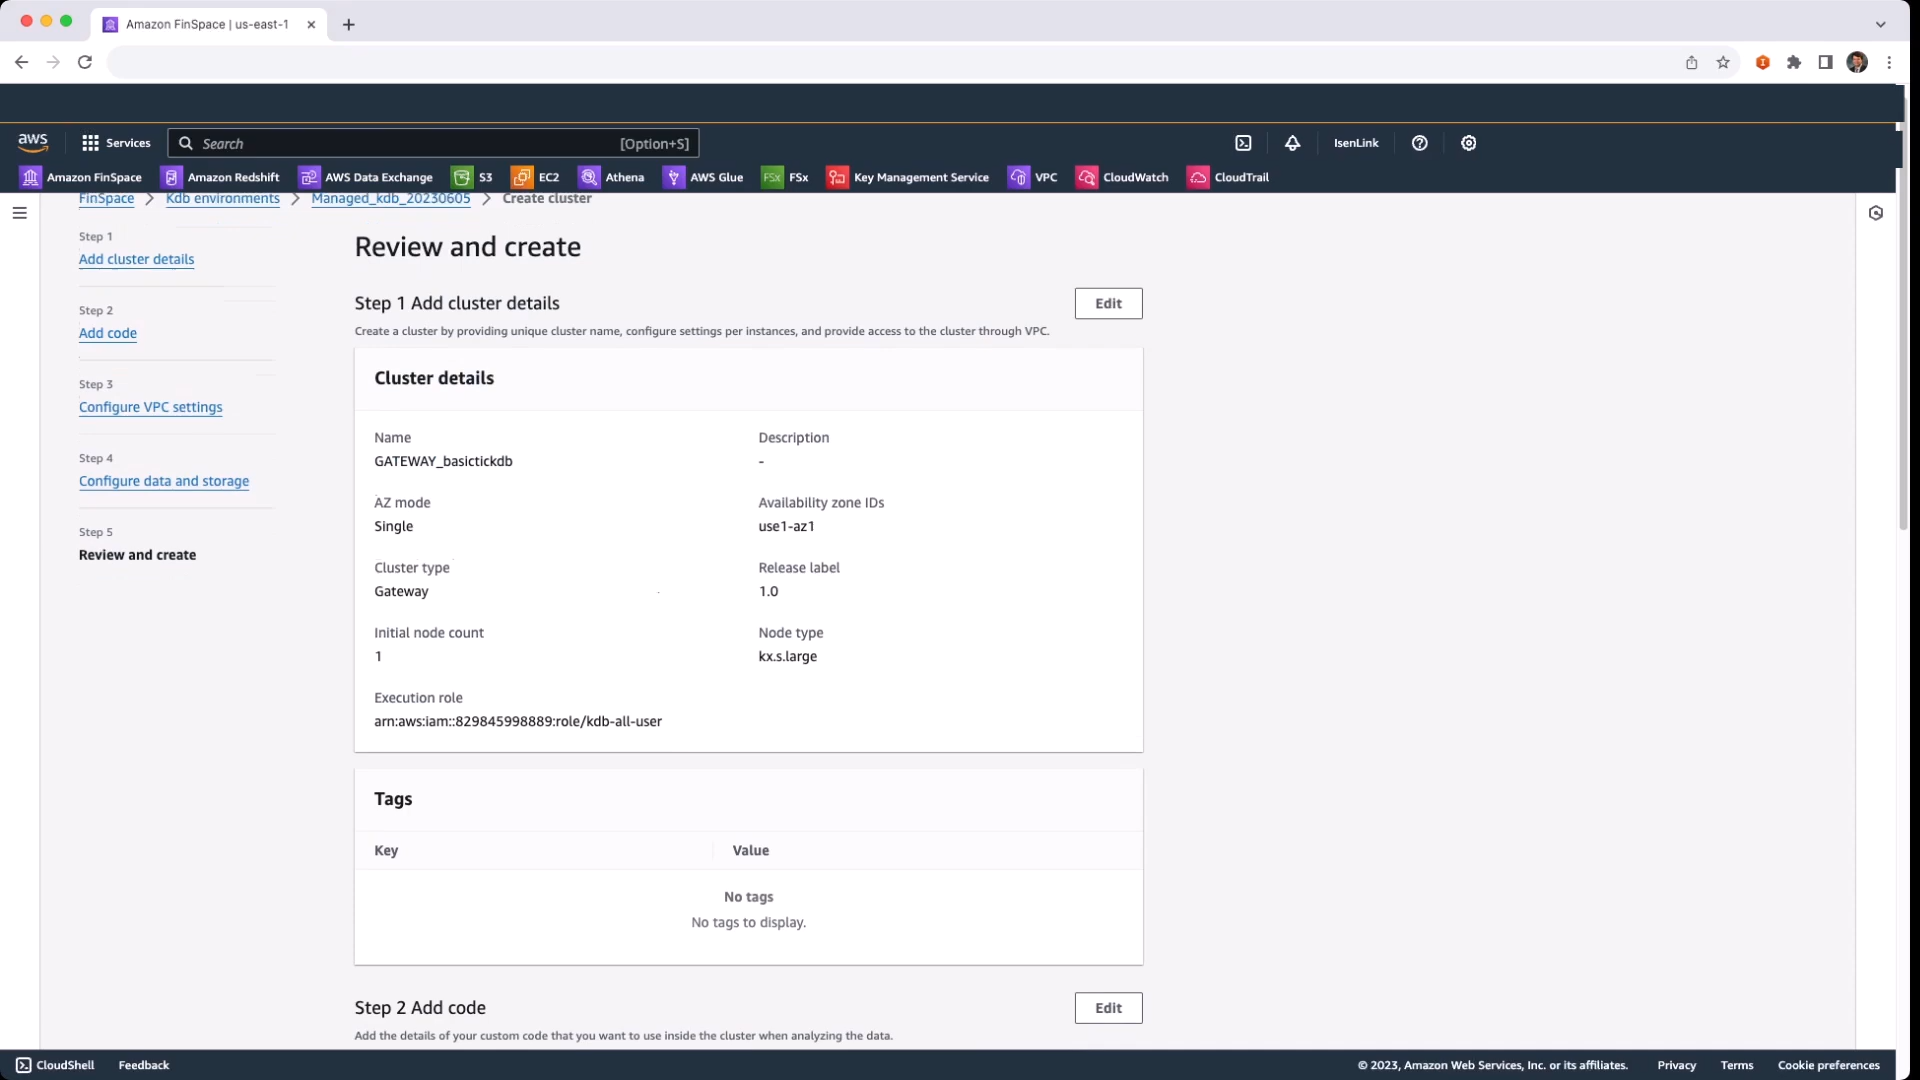 Amazon FinSpace | us-east-1
aws
Services
Search
[Option+S]
IsenLink
Amazon FinSpace
Amazon Redshift
AWS Data Exchange
S3
EC2
Athena
AWS Glue
FSx
FSx
Key Management Service
VPC
CloudWatch
CloudTrail
FinSpace
Kdb environments
Managed_kdb_20230605
Create cluster
Step 1
Add cluster details
Step 2
Add code
Step 3
Configure VPC settings
Step 4
Configure data and storage
Step 5
Review and create
Review and create
Step 1 Add cluster details
Edit
Create a cluster by providing unique cluster name, configure settings per instances, and provide access to the cluster through VPC.
Cluster details
Name
GATEWAY_basictickdb
Description
-
AZ mode
Single
Availability zone IDs
use1-az1
Cluster type
Gateway
Release label
1.0
Initial node count
1
Node type
kx.s.large
Execution role
arn:aws:iam::829845998889:role/kdb-all-user
Tags
Key
Value
No tags
No tags to display.
Step 2 Add code
Edit
Add the details of your custom code that you want to use inside the cluster when analyzing the data.
CloudShell
Feedback
© 2023, Amazon Web Services, Inc. or its affiliates.
Privacy
Terms
Cookie preferences